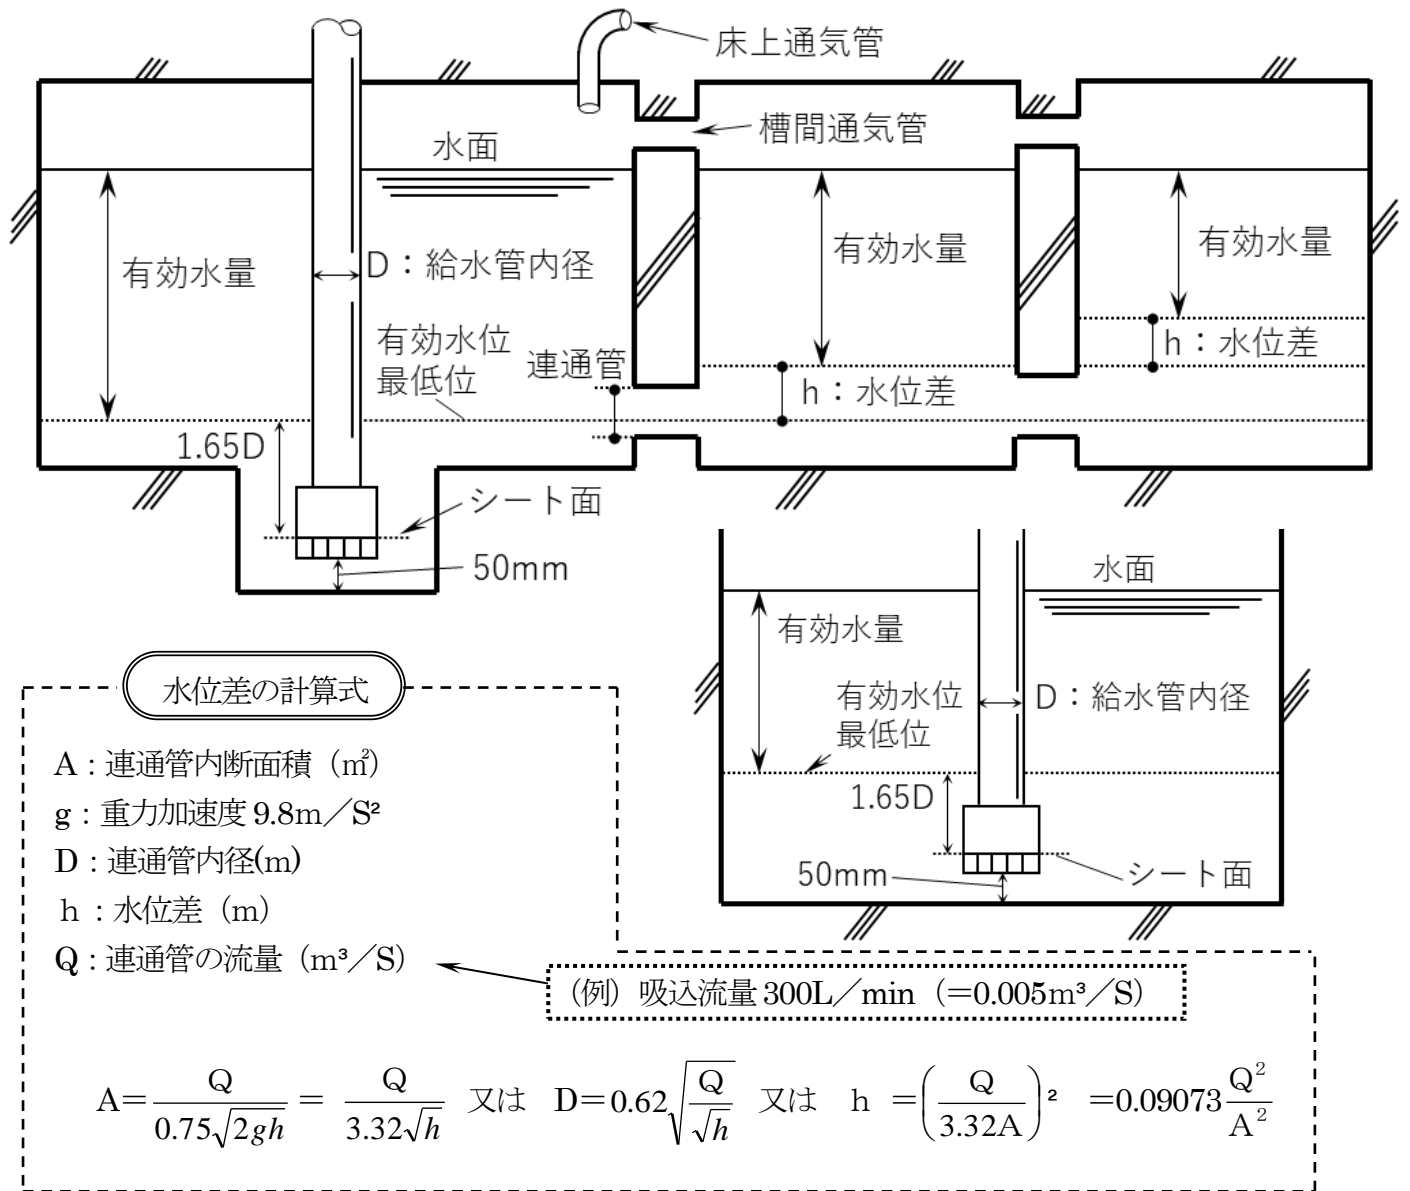 床上通気管
槽間通気管
水面
有効水量
D：給水管内径
有効水位
最低位
連通管
有効水量
h：水位差
有効水量
h：水位差
1.65D
シート面
50mm
水面
有効水量
有効水位
最低位
D：給水管内径
1.65D
50mm
シート面
水位差の計算式
A：連通管内断面積（㎡）
g：重力加速度 9.8m／S²
D：連通管内径(m)
h：水位差（m）
Q：連通管の流量（m³／S）
（例）吸込流量 300L／min（＝0.005m³／S）
A＝Q/(0.75√(2gh)) ＝ Q/(3.32√h) 又は D＝0.62√(Q/√h) 又は h ＝(Q/3.32A)² ＝0.09073 Q²/A²